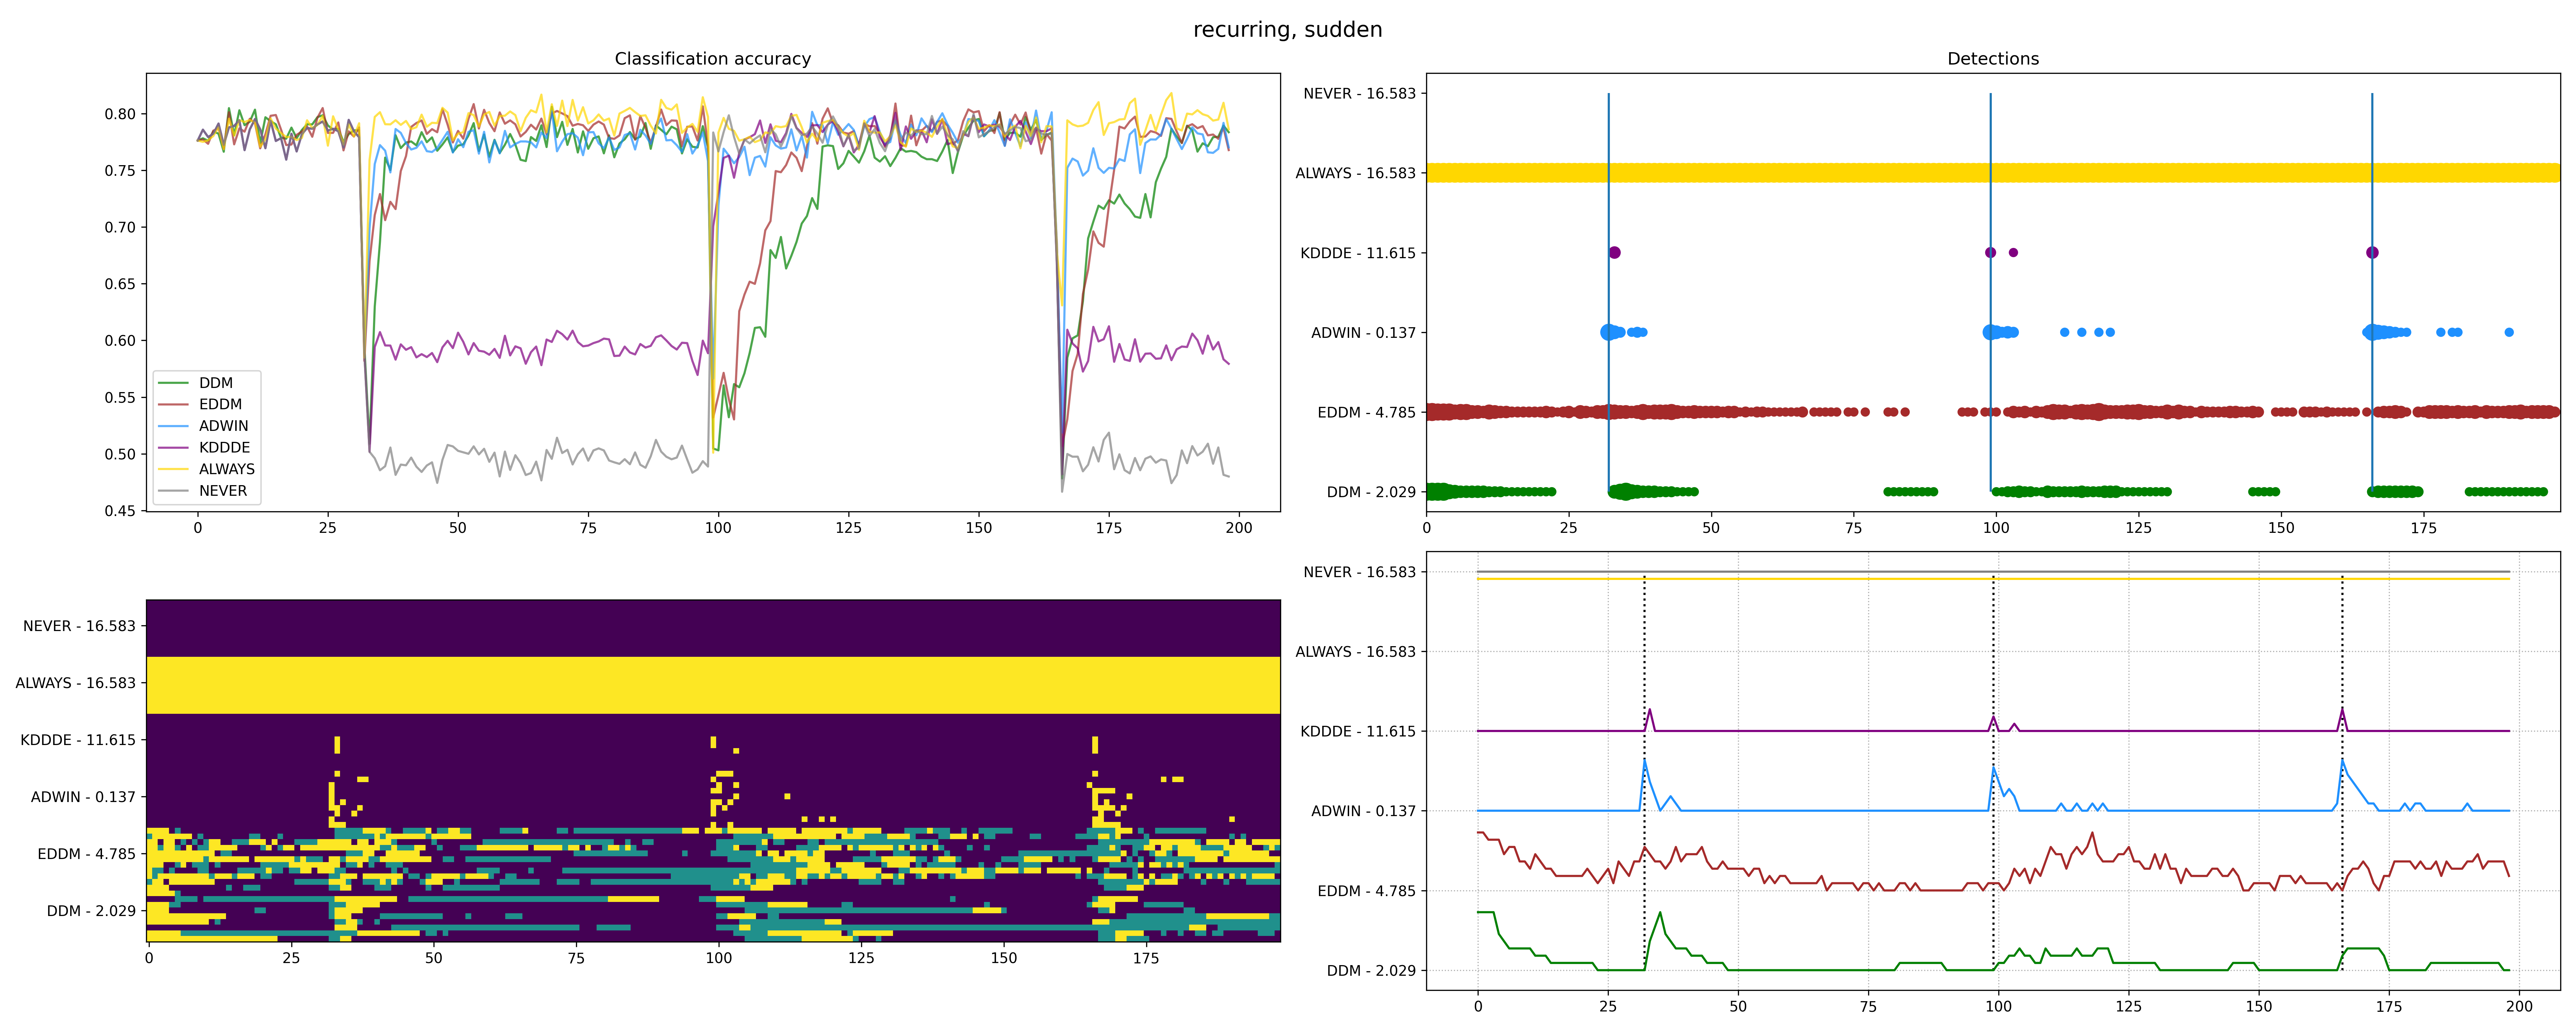 recurring, sudden
Classification accuracy
0.80
0.75
0.70
0.65
0.60
0.55
0.50
0.45
DDM
EDDM
ADWIN
KDDDE
ALWAYS
NEVER
0 25 50 75 100 125 150 175 200
Detections
NEVER - 16.583
ALWAYS - 16.583
KDDDE - 11.615
ADWIN - 0.137
EDDM - 4.785
DDM - 2.029
0 25 50 75 100 125 150 175
NEVER - 16.583
ALWAYS - 16.583
KDDDE - 11.615
ADWIN - 0.137
EDDM - 4.785
DDM - 2.029
0 25 50 75 100 125 150 175
NEVER - 16.583
ALWAYS - 16.583
KDDDE - 11.615
ADWIN - 0.137
EDDM - 4.785
DDM - 2.029
0 25 50 75 100 125 150 175 200